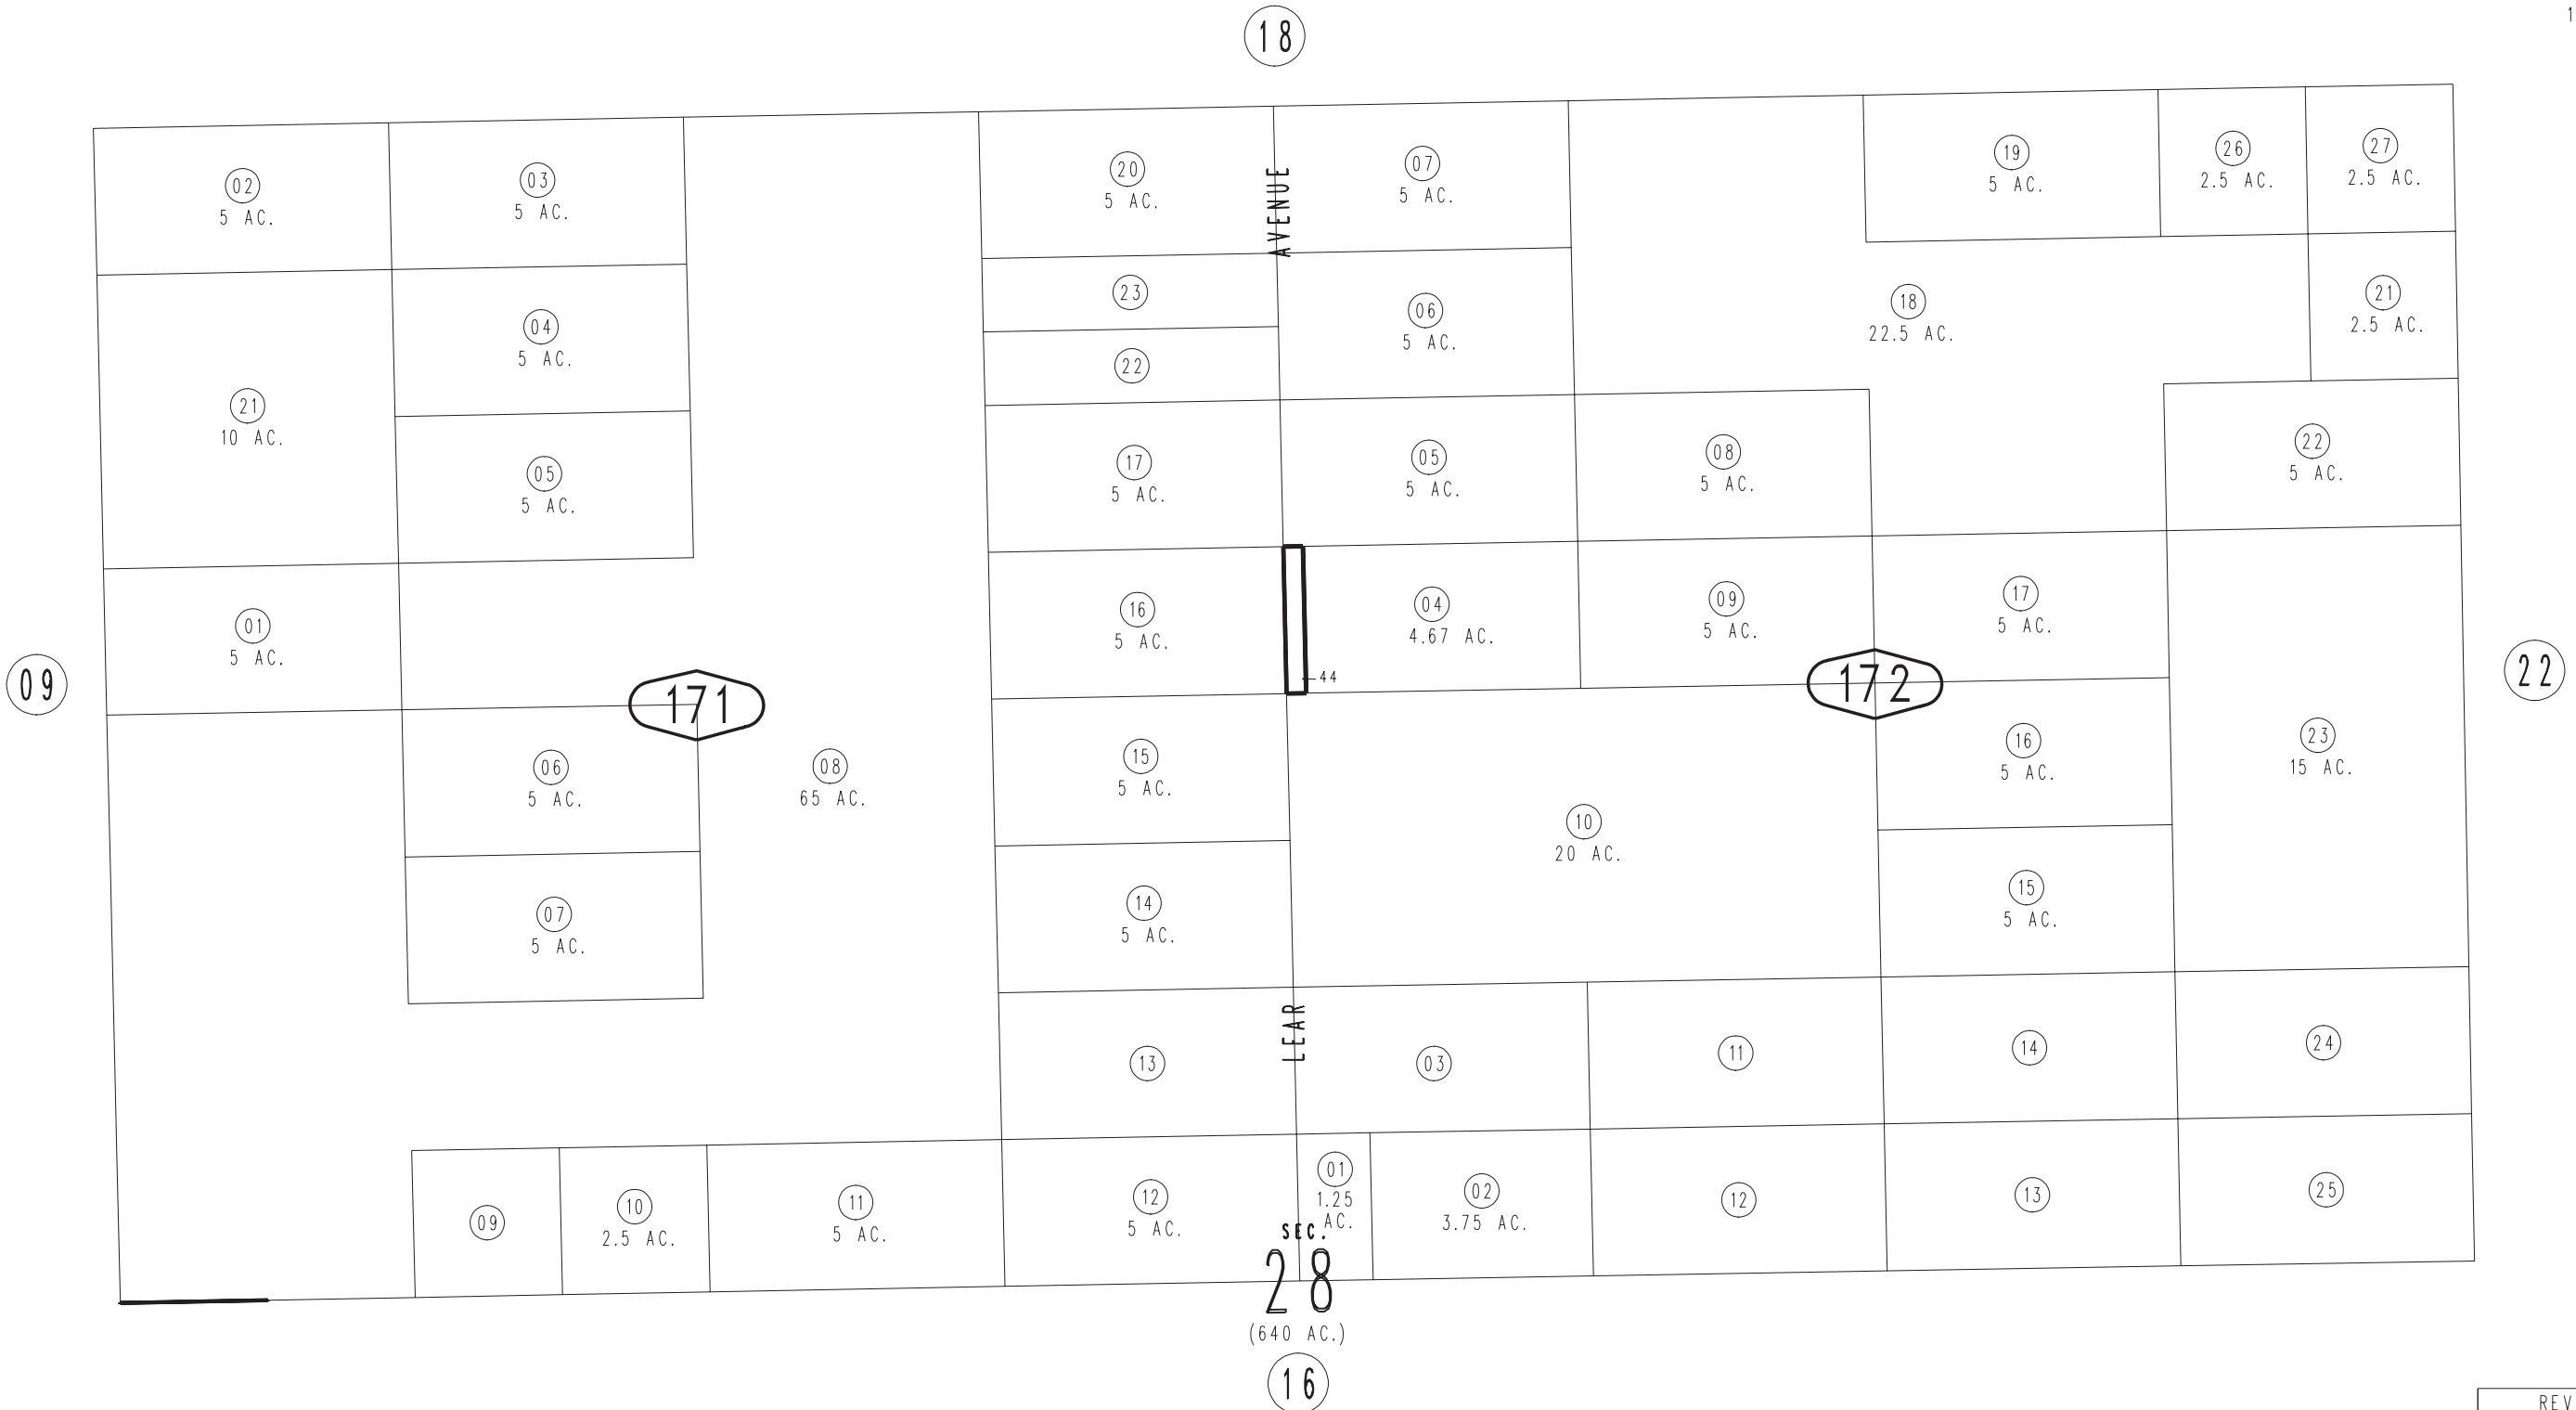 1
18
02
5 AC.
03
5 AC.
20
5 AC.
AVENUE
07
5 AC.
19
5 AC.
26
2.5 AC.
27
2.5 AC.
23
04
5 AC.
06
5 AC.
18
22.5 AC.
21
2.5 AC.
22
21
10 AC.
05
5 AC.
17
5 AC.
05
5 AC.
08
5 AC.
22
5 AC.
01
5 AC.
16
5 AC.
04
4.67 AC.
09
5 AC.
17
5 AC.
09
171
44
172
22
06
5 AC.
08
65 AC.
15
5 AC.
10
20 AC.
16
5 AC.
23
15 AC.
07
5 AC.
14
5 AC.
15
5 AC.
13
LEAR
03
11
14
24
09
10
2.5 AC.
11
5 AC.
12
5 AC.
01
1.25
AC.
02
3.75 AC.
12
13
25
SEC.
28
(640 AC.)
16
REV